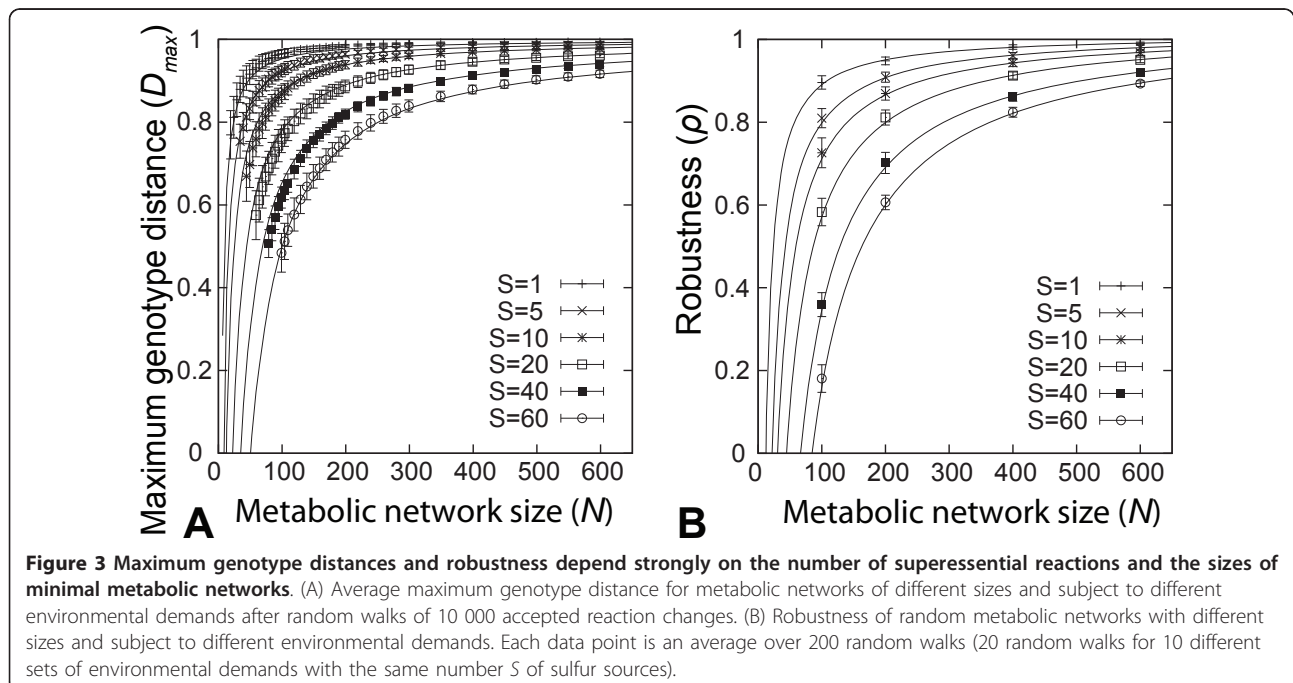 Maximum genotype distance (D_max)
1
0.8
0.6
0.4
0.2
0
0 100 200 300 400 500 600
S=1
S=5
S=10
S=20
S=40
S=60
A Metabolic network size (N)
Robustness (ρ)
1
0.8
0.6
0.4
0.2
0
0 100 200 300 400 500 600
S=1
S=5
S=10
S=20
S=40
S=60
B Metabolic network size (N)
Figure 3 Maximum genotype distances and robustness depend strongly on the number of superessential reactions and the sizes of
minimal metabolic networks. (A) Average maximum genotype distance for metabolic networks of different sizes and subject to different
environmental demands after random walks of 10 000 accepted reaction changes. (B) Robustness of random metabolic networks with different
sizes and subject to different environmental demands. Each data point is an average over 200 random walks (20 random walks for 10 different
sets of environmental demands with the same number S of sulfur sources).